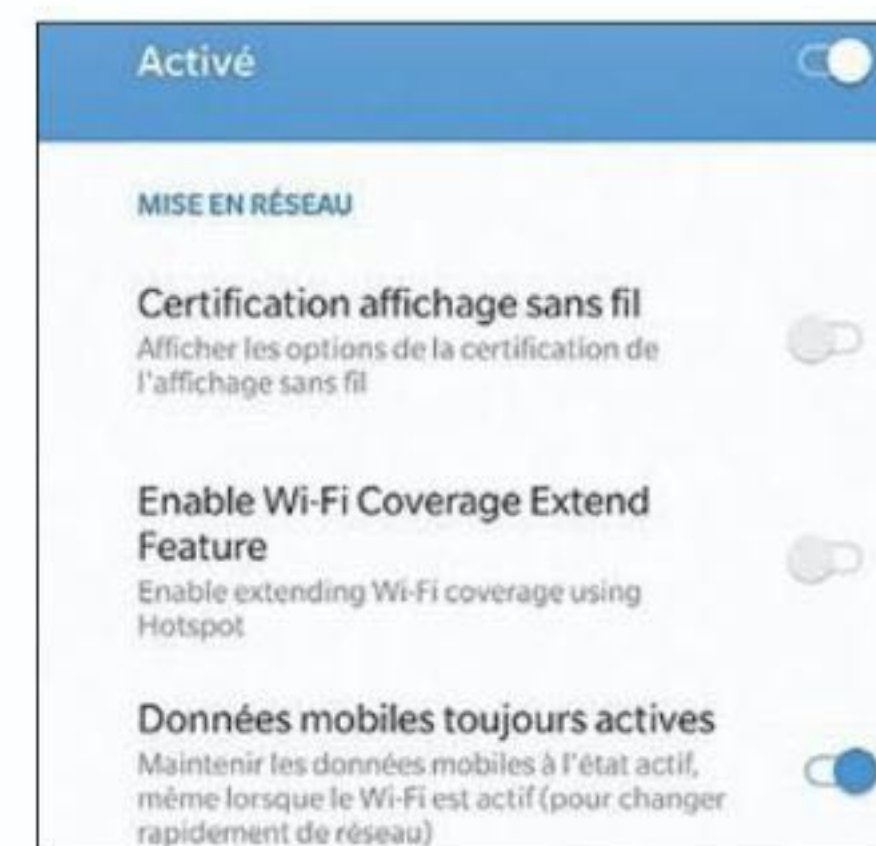 Activé
MISE EN RÉSEAU
Certification affichage sans fil
Afficher les options de la certification de
l'affichage sans fil
Enable Wi-Fi Coverage Extend
Feature
Enable extending Wi-Fi coverage using
Hotspot
Données mobiles toujours actives
Maintenir les données mobiles à l'état actif,
même lorsque le Wi-Fi est actif (pour changer
rapidement de réseau)